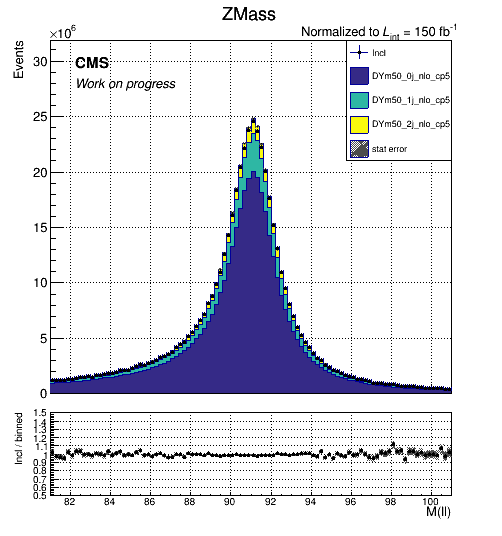 ZMass
×10⁶
Normalized to L_int = 150 fb⁻¹
Events
CMS
Work on progress
Incl
DYm50_0j_nlo_cp5
DYm50_1j_nlo_cp5
DYm50_2j_nlo_cp5
stat error
30
25
20
15
10
5
0
Incl / binned
1.5
1.4
1.3
1.2
1.1
1
0.9
0.8
0.7
0.6
0.5
82 84 86 88 90 92 94 96 98 100
M(ll)